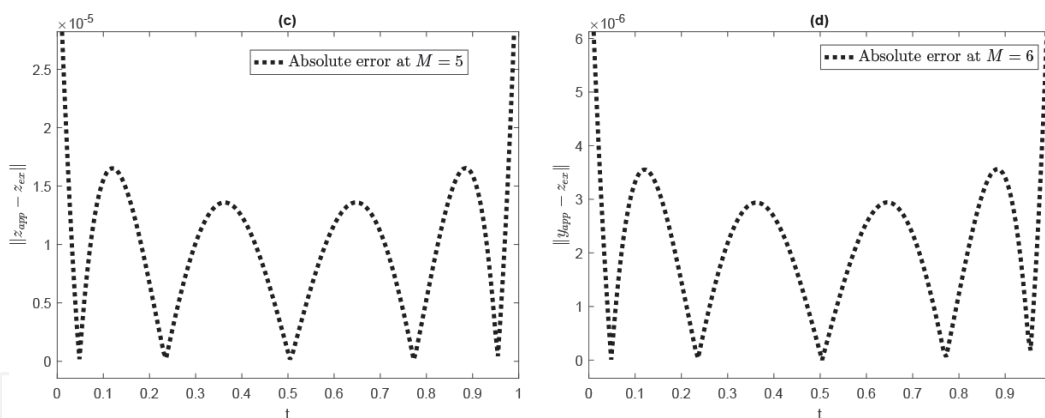 (c)
×10-5
2.5
2
1.5
1
0.5
0
‖z_app − z_ex‖
Absolute error at M = 5
0 0.1 0.2 0.3 0.4 0.5 0.6 0.7 0.8 0.9 1
t
(d)
×10-6
6
5
4
3
2
1
0
‖y_app − z_ex‖
Absolute error at M = 6
0 0.1 0.2 0.3 0.4 0.5 0.6 0.7 0.8 0.9
t